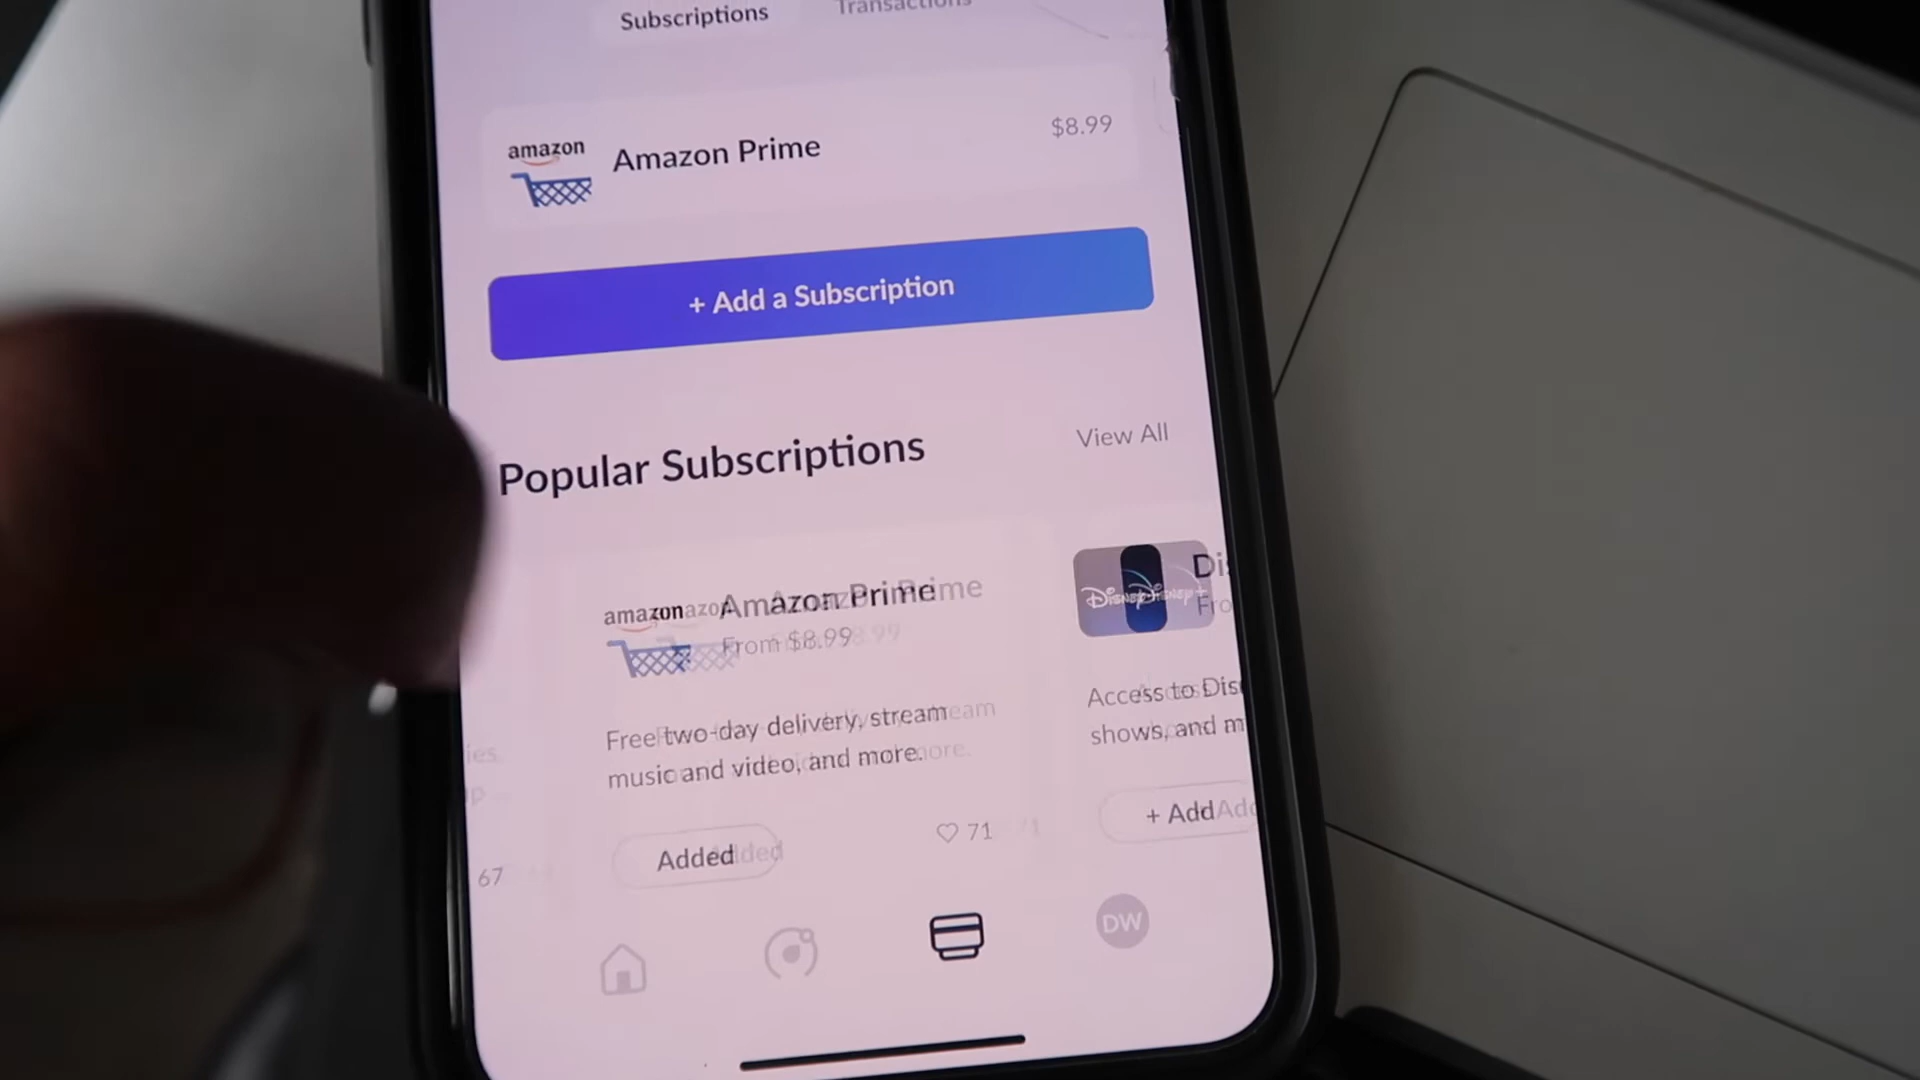 Subscriptions
Transactions
amazon
Amazon Prime
$8.99
+ Add a Subscription
Popular Subscriptions
View All
amazon
Amazon Prime
From $8.99
Free two-day delivery, stream
music and video, and more.
Added
71
Disney+
Access to
shows, and
+ Add
67
DW